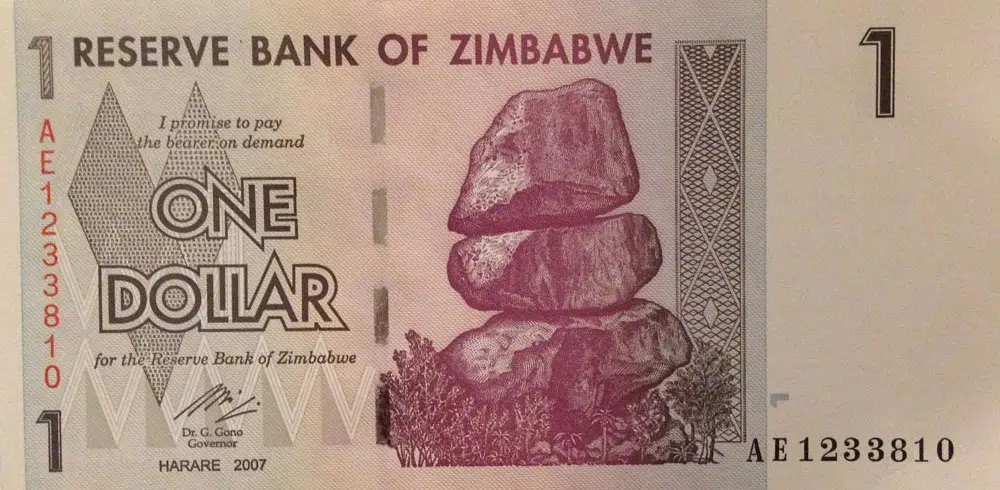 1
RESERVE BANK OF ZIMBABWE
1
I promise to pay
the bearer on demand
AE1233810
ONE
DOLLAR
for the Reserve Bank of Zimbabwe
Dr. G. Gono
Governor
1
HARARE 2007
1
AE1233810